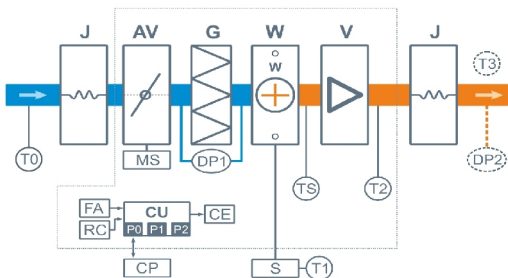 J AV G W V J
w
T3
T0
MS
DP1
TS
T2
DP2
FA
CU
CE
RC
P0 P1 P2
CP
S
T1